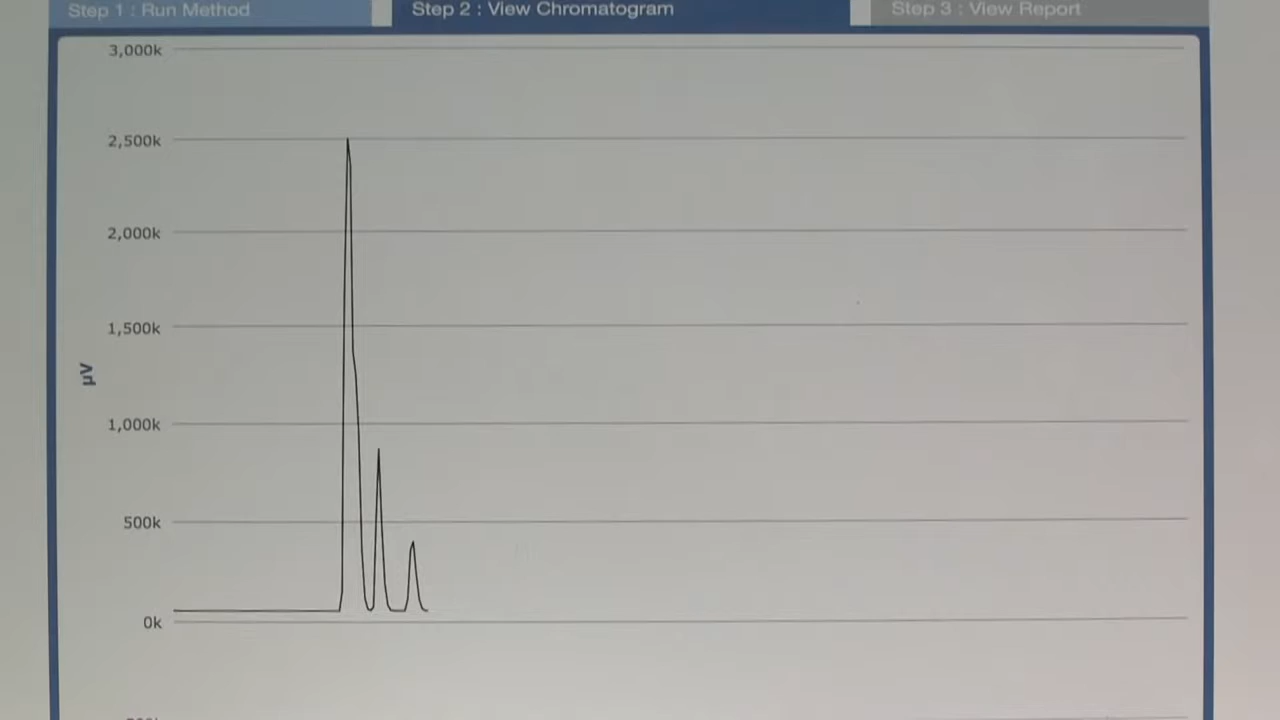 Step 1 : Run Method
Step 2 : View Chromatogram
Step 3 : View Report
3,000k
2,500k
2,000k
1,500k
µV
1,000k
500k
0k